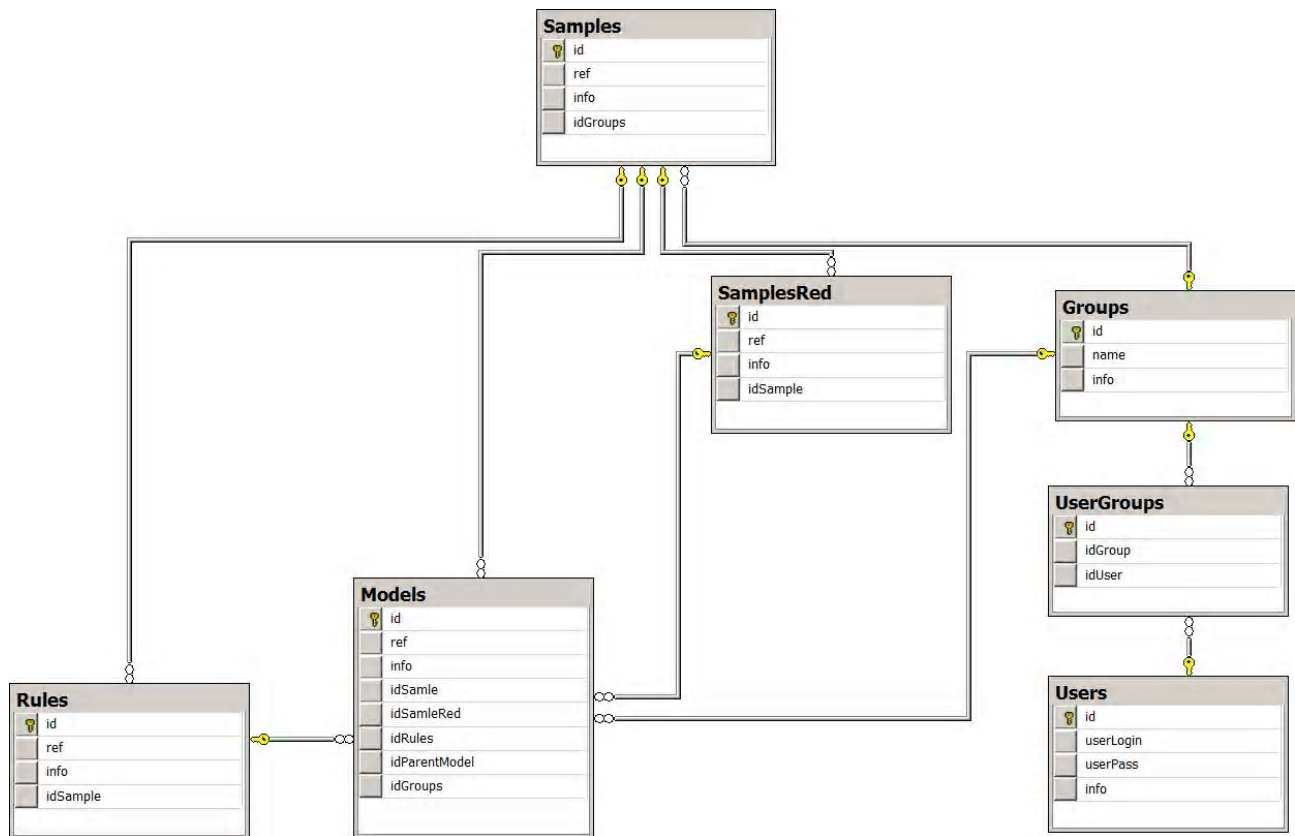 Samples
id
ref
info
idGroups
SamplesRed
id
ref
info
idSample
Groups
id
name
info
UserGroups
id
idGroup
idUser
Models
id
ref
info
idSamle
idSamleRed
idRules
idParentModel
idGroups
Rules
id
ref
info
idSample
Users
id
userLogin
userPass
info